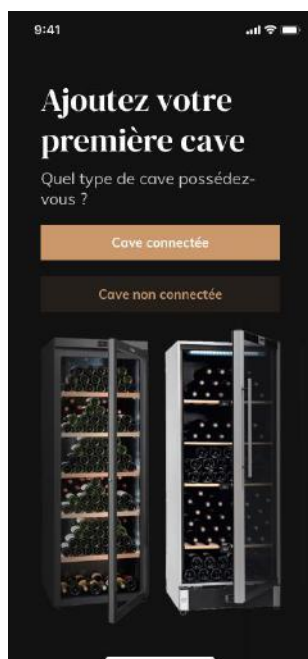 9:41
Ajoutez votre
première cave
Quel type de cave possédez-
vous ?
Cave connectée
Cave non connectée